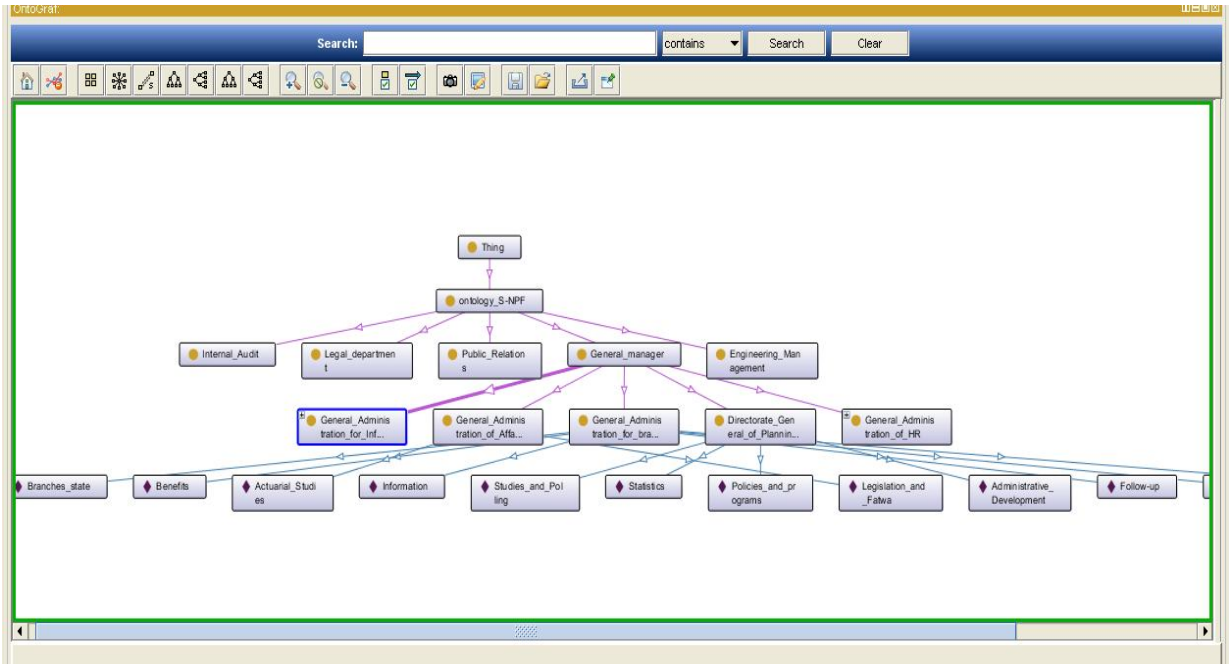 OntoGraf:
Search:
contains
Search
Clear
Thing
ontology_S-NPF
Internal_Audit
Legal_departmen
t
Public_Relation
s
General_manager
Engineering_Man
agement
General_Adminis
tration_for_Inf...
General_Adminis
tration_of_Affa...
General_Adminis
tration_for_bra...
Directorate_Gen
eral_of_Plannin...
General_Adminis
tration_of_HR
Branches_state
Benefits
Actuarial_Studi
es
Information
Studies_and_Pol
ling
Statistics
Policies_and_pr
ograms
Legislation_and
_Fatwa
Administrative_
Development
Follow-up